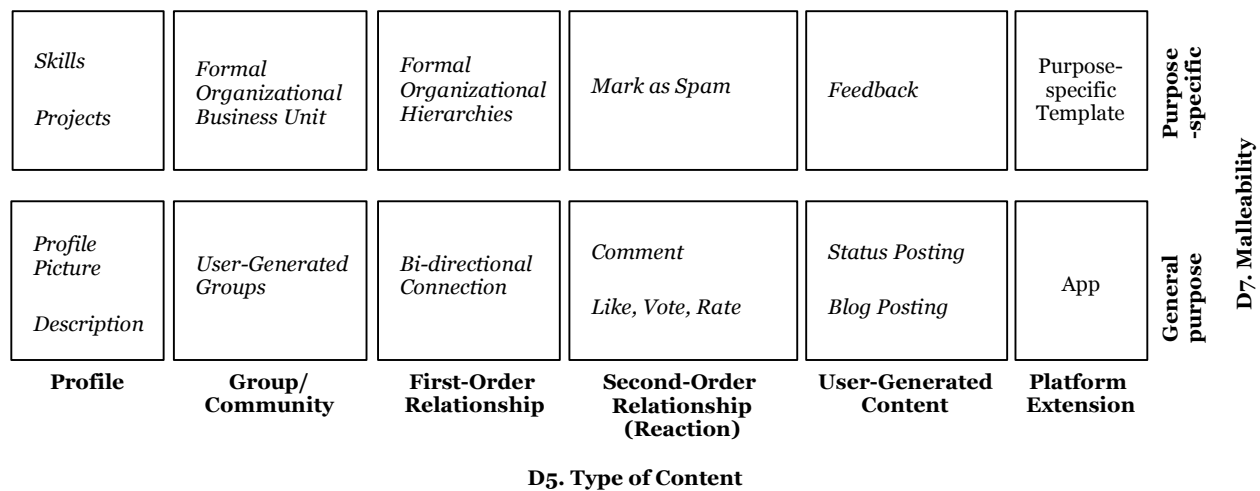 Skills
Projects
Formal
Organizational
Business Unit
Formal
Organizational
Hierarchies
Mark as Spam
Feedback
Purpose-
specific
Template
Purpose
-specific
Profile
Picture
Description
User-Generated
Groups
Bi-directional
Connection
Comment
Like, Vote, Rate
Status Posting
Blog Posting
App
General
purpose
D7. Malleability
Profile
Group/
Community
First-Order
Relationship
Second-Order
Relationship
(Reaction)
User-Generated
Content
Platform
Extension
D5. Type of Content